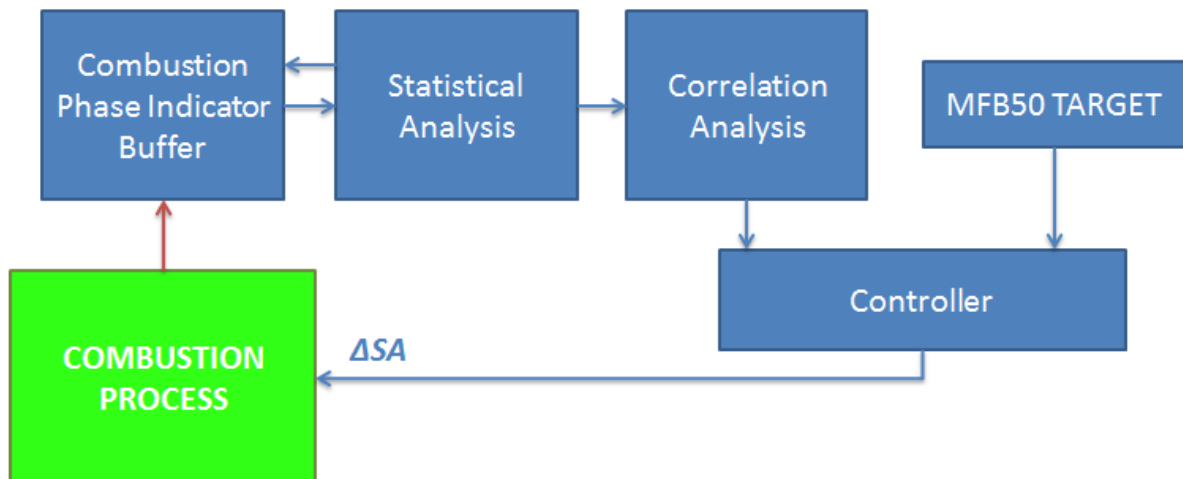 Combustion
Phase Indicator
Buffer
Statistical
Analysis
Correlation
Analysis
MFB50 TARGET
Controller
COMBUSTION
PROCESS
ΔSA